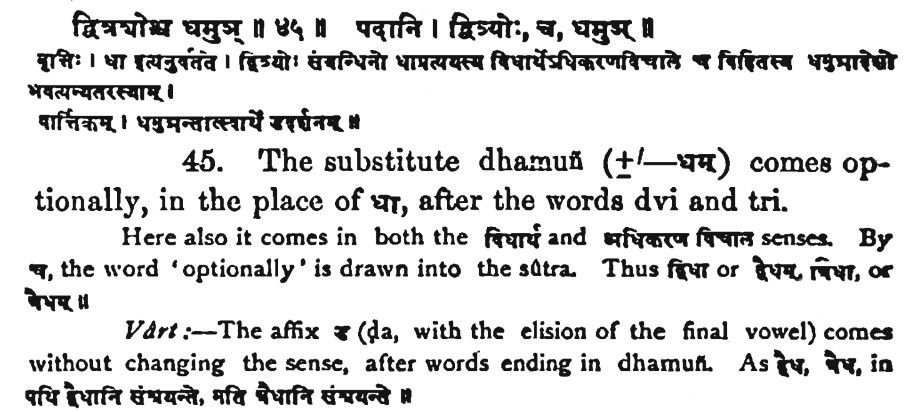 द्वित्र्योश्च धमुञ् ॥ ४५ ॥ पदानि । द्वित्र्योः, च, धमुञ् ॥
वृत्तिः । धा इत्यनुवर्तते । द्वित्र्योः संबन्धिनो धाप्रत्ययस्य विधार्थेऽधिकरणविचाले च विहितस्य धमुञादेशो
भवत्यन्यतरस्याम् ।
वार्त्तिकम् । धमुञन्तात्स्वार्थे डदर्शनम् ॥
45. The substitute dhamuñ (±/—धम्) comes op-
tionally, in the place of धा, after the words dvi and tri.
Here also it comes in both the विधार्थ and अधिकरण विचाल senses. By
च, the word 'optionally' is drawn into the sûtra. Thus द्विधा or द्वैधम्, त्रिधा, or
त्रैधम् ॥
Vârt:—The affix ड (ḍa, with the elision of the final vowel) comes
without changing the sense, after words ending in dhamuñ. As द्वैध, त्रैध, in
पथि द्वैधानि संश्रयन्ते, मति त्रैधानि संश्रयन्ते ॥